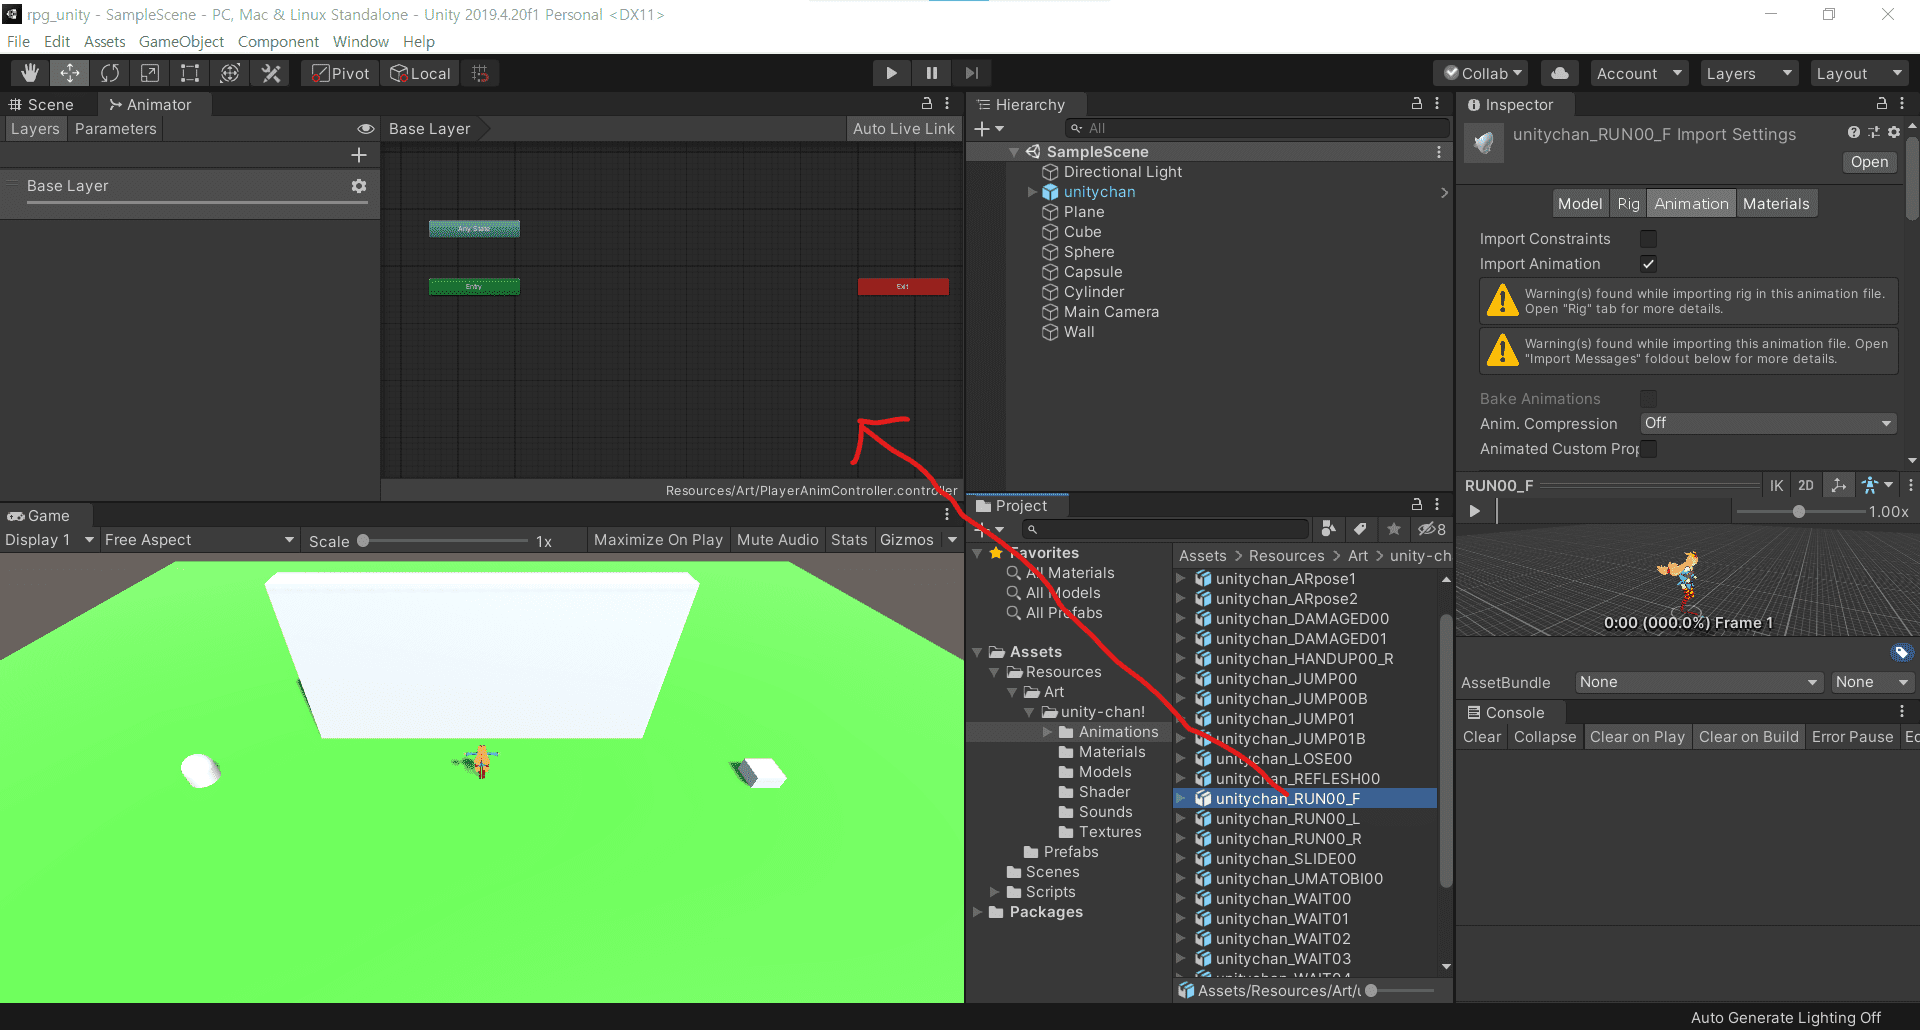 rpg_unity - SampleScene - PC, Mac & Linux Standalone - Unity 2019.4.20f1 Personal <DX11>
File Edit Assets GameObject Component Window Help
Pivot Local Collab Account Layers Layout
Scene Animator
Layers Parameters Base Layer Auto Live Link
Base Layer
Any State
Entry
Exit
Resources/Art/PlayerAnimController.controller
Game
Display 1 Free Aspect Scale 1x Maximize On Play Mute Audio Stats Gizmos
Hierarchy
All
SampleScene
Directional Light
unitychan
Plane
Cube
Sphere
Capsule
Cylinder
Main Camera
Wall
Project
8
Favorites
All Materials
All Models
All Prefabs
Assets
Resources
Art
unity-chan!
Animations
Materials
Models
Shader
Sounds
Textures
Prefabs
Scenes
Scripts
Packages
Assets > Resources > Art > unity-ch
unitychan_ARpose1
unitychan_ARpose2
unitychan_DAMAGED00
unitychan_DAMAGED01
unitychan_HANDUP00_R
unitychan_JUMP00
unitychan_JUMP00B
unitychan_JUMP01
unitychan_JUMP01B
unitychan_LOSE00
unitychan_REFLESH00
unitychan_RUN00_F
unitychan_RUN00_L
unitychan_RUN00_R
unitychan_SLIDE00
unitychan_UMATOBI00
unitychan_WAIT00
unitychan_WAIT01
unitychan_WAIT02
unitychan_WAIT03
unitychan_WAIT04
Assets/Resources/Art/u
Inspector
unitychan_RUN00_F Import Settings
Open
Model Rig Animation Materials
Import Constraints
Import Animation
Warning(s) found while importing rig in this animation file.
Open "Rig" tab for more details.
Warning(s) found while importing this animation file. Open
"Import Messages" foldout below for more details.
Bake Animations
Anim. Compression Off
Animated Custom Prop
RUN00_F IK 2D
1.00x
0:00 (000.0%) Frame 1
AssetBundle None None
Console
Clear Collapse Clear on Play Clear on Build Error Pause Ed
Auto Generate Lighting Off